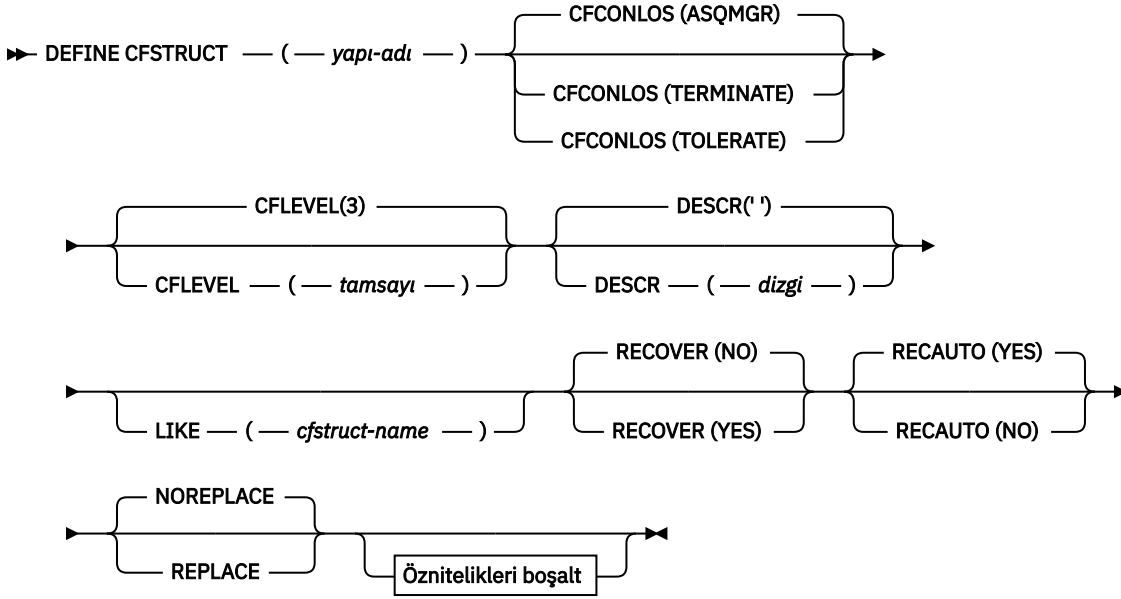 CFCONLOS (ASQMGR)
DEFINE CFSTRUCT ( yapı-adı )
CFCONLOS (TERMINATE)
CFCONLOS (TOLERATE)
CFLEVEL(3) DESCR(' ')
CFLEVEL ( tamsayı ) DESCR ( dizgi )
RECOVER (NO) RECAUTO (YES)
LIKE ( cfstruct-name ) RECOVER (YES) RECAUTO (NO)
NOREPLACE
REPLACE Öznitelikleri boşalt